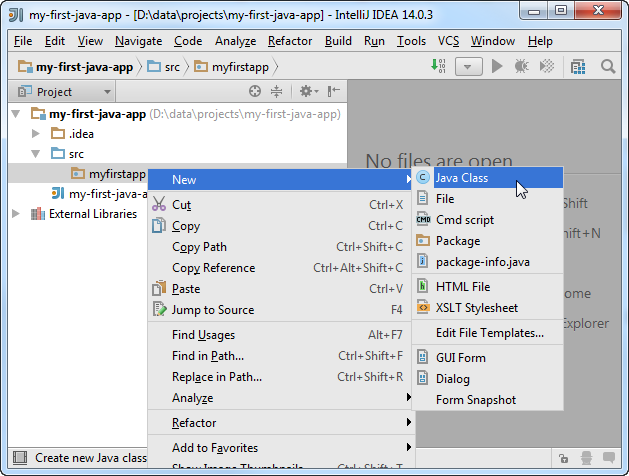 my-first-java-app - [D:\data\projects\my-first-java-app] - IntelliJ IDEA 14.0.3
File Edit View Navigate Code Analyze Refactor Build Run Tools VCS Window Help
my-first-java-app src myfirstapp
Project
my-first-java-app (D:\data\projects\my-first-java-app)
.idea
src
myfirstapp
my-first-java-a
External Libraries
No files are open
Shift
hift+N
ome
Explorer
New
Cut Ctrl+X
Copy Ctrl+C
Copy Path Ctrl+Shift+C
Copy Reference Ctrl+Alt+Shift+C
Paste Ctrl+V
Jump to Source F4
Find Usages Alt+F7
Find in Path... Ctrl+Shift+F
Replace in Path... Ctrl+Shift+R
Analyze
Refactor
Add to Favorites
Show Image Thumbnails Ctrl+Shift+T
Java Class
File
Cmd script
Package
package-info.java
HTML File
XSLT Stylesheet
Edit File Templates...
GUI Form
Dialog
Form Snapshot
Create new Java class